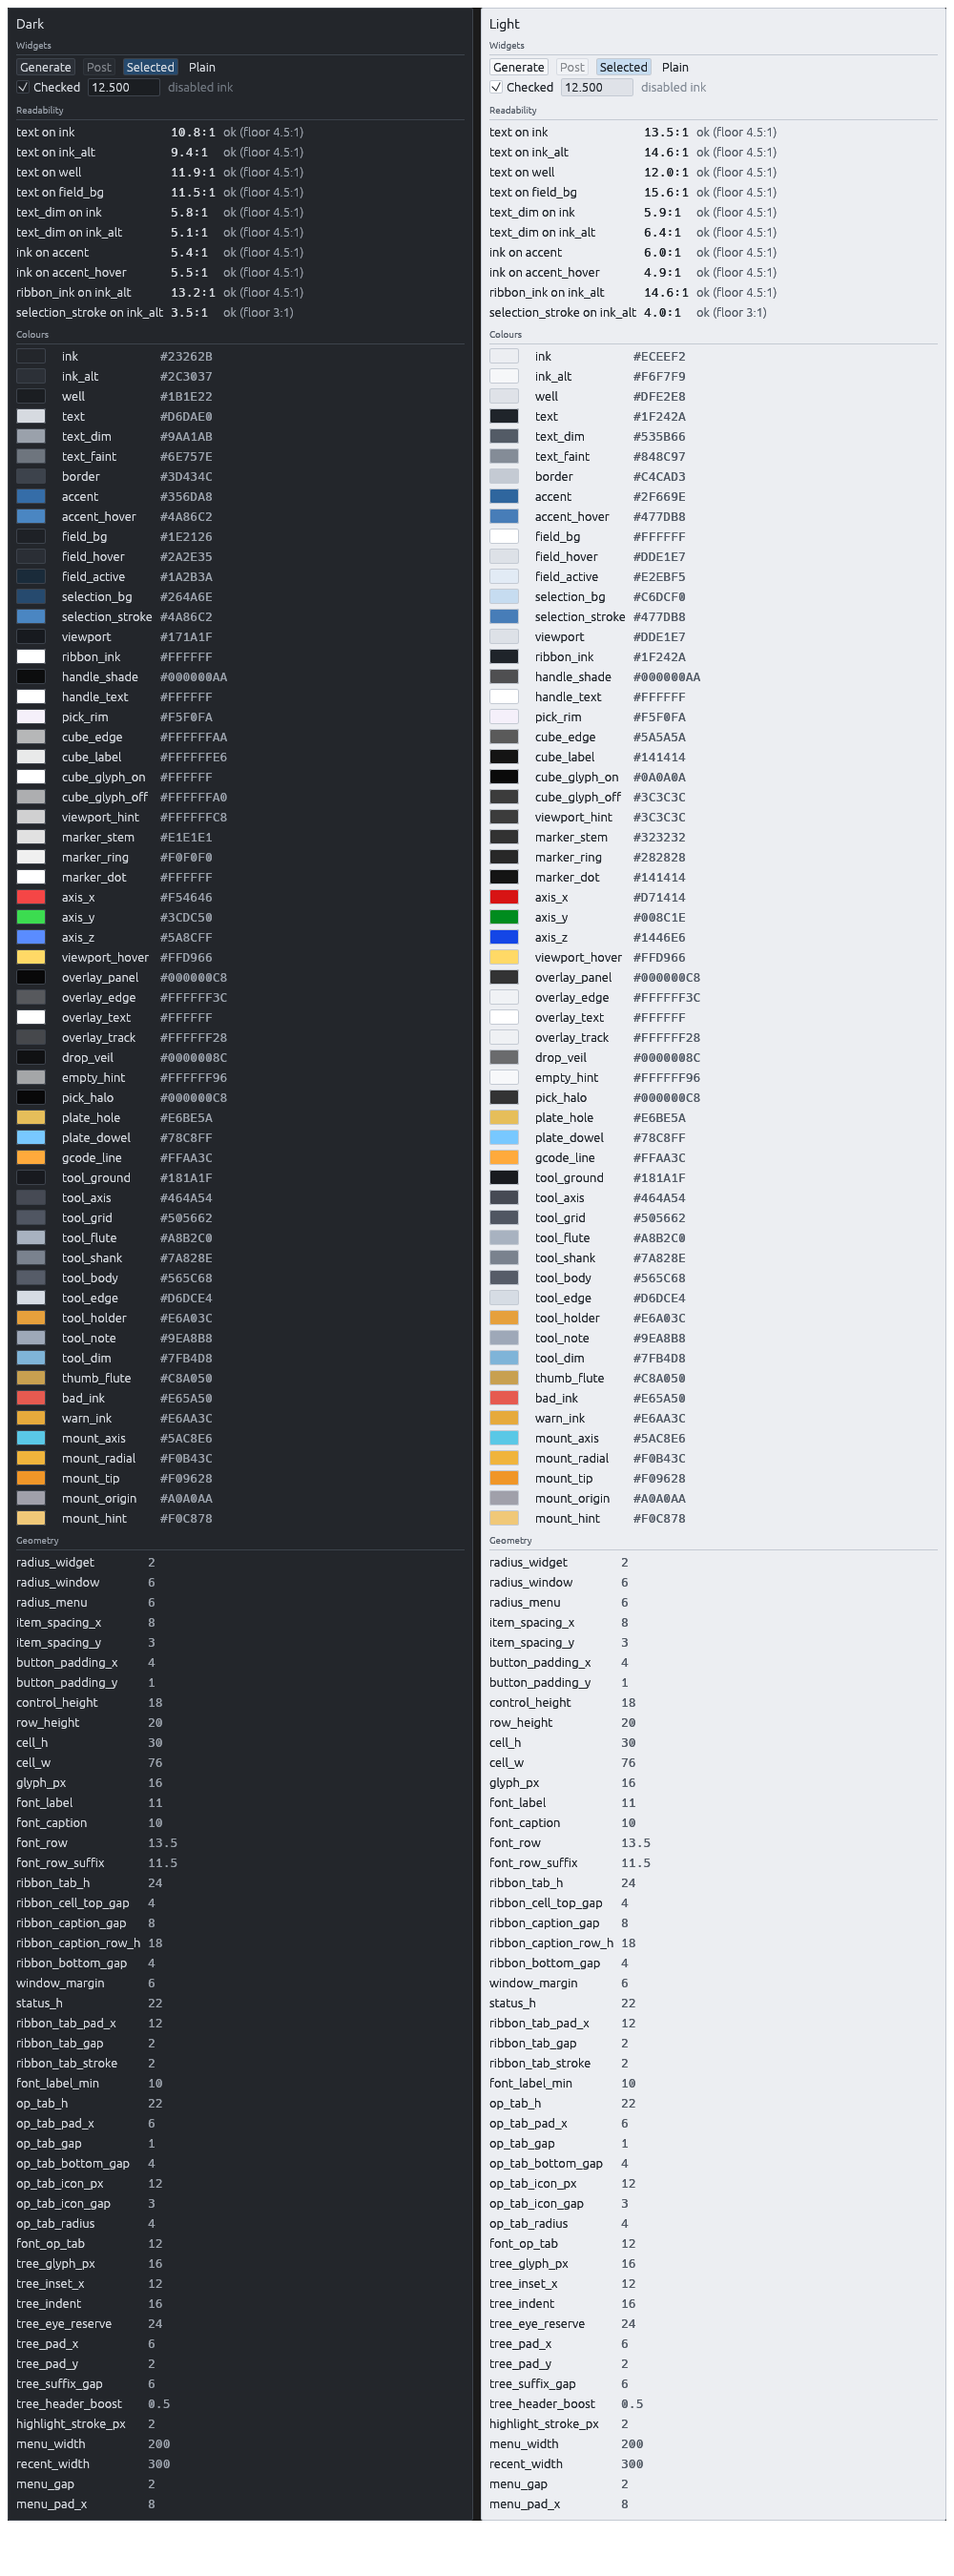 Dark
Widgets
Generate Post Selected Plain
Checked 12.500 disabled ink
Readability
text on ink 10.8:1 ok (floor 4.5:1)
text on ink_alt 9.4:1 ok (floor 4.5:1)
text on well 11.9:1 ok (floor 4.5:1)
text on field_bg 11.5:1 ok (floor 4.5:1)
text_dim on ink 5.8:1 ok (floor 4.5:1)
text_dim on ink_alt 5.1:1 ok (floor 4.5:1)
ink on accent 5.4:1 ok (floor 4.5:1)
ink on accent_hover 5.5:1 ok (floor 4.5:1)
ribbon_ink on ink_alt 13.2:1 ok (floor 4.5:1)
selection_stroke on ink_alt 3.5:1 ok (floor 3:1)
Colours
ink #23262B
ink_alt #2C3037
well #1B1E22
text #D6DAE0
text_dim #9AA1AB
text_faint #6E757E
border #3D434C
accent #356DA8
accent_hover #4A86C2
field_bg #1E2126
field_hover #2A2E35
field_active #1A2B3A
selection_bg #264A6E
selection_stroke #4A86C2
viewport #171A1F
ribbon_ink #FFFFFF
handle_shade #000000AA
handle_text #FFFFFF
pick_rim #F5F0FA
cube_edge #FFFFFFAA
cube_label #FFFFFFE6
cube_glyph_on #FFFFFF
cube_glyph_off #FFFFFFA0
viewport_hint #FFFFFFC8
marker_stem #E1E1E1
marker_ring #F0F0F0
marker_dot #FFFFFF
axis_x #F54646
axis_y #3CDC50
axis_z #5A8CFF
viewport_hover #FFD966
overlay_panel #000000C8
overlay_edge #FFFFFF3C
overlay_text #FFFFFF
overlay_track #FFFFFF28
drop_veil #0000008C
empty_hint #FFFFFF96
pick_halo #000000C8
plate_hole #E6BE5A
plate_dowel #78C8FF
gcode_line #FFAA3C
tool_ground #181A1F
tool_axis #464A54
tool_grid #505662
tool_flute #A8B2C0
tool_shank #7A828E
tool_body #565C68
tool_edge #D6DCE4
tool_holder #E6A03C
tool_note #9EA8B8
tool_dim #7FB4D8
thumb_flute #C8A050
bad_ink #E65A50
warn_ink #E6AA3C
mount_axis #5AC8E6
mount_radial #F0B43C
mount_tip #F09628
mount_origin #A0A0AA
mount_hint #F0C878
Geometry
radius_widget 2
radius_window 6
radius_menu 6
item_spacing_x 8
item_spacing_y 3
button_padding_x 4
button_padding_y 1
control_height 18
row_height 20
cell_h 30
cell_w 76
glyph_px 16
font_label 11
font_caption 10
font_row 13.5
font_row_suffix 11.5
ribbon_tab_h 24
ribbon_cell_top_gap 4
ribbon_caption_gap 8
ribbon_caption_row_h 18
ribbon_bottom_gap 4
window_margin 6
status_h 22
ribbon_tab_pad_x 12
ribbon_tab_gap 2
ribbon_tab_stroke 2
font_label_min 10
op_tab_h 22
op_tab_pad_x 6
op_tab_gap 1
op_tab_bottom_gap 4
op_tab_icon_px 12
op_tab_icon_gap 3
op_tab_radius 4
font_op_tab 12
tree_glyph_px 16
tree_inset_x 12
tree_indent 16
tree_eye_reserve 24
tree_pad_x 6
tree_pad_y 2
tree_suffix_gap 6
tree_header_boost 0.5
highlight_stroke_px 2
menu_width 200
recent_width 300
menu_gap 2
menu_pad_x 8
Light
Widgets
Generate Post Selected Plain
Checked 12.500 disabled ink
Readability
text on ink 13.5:1 ok (floor 4.5:1)
text on ink_alt 14.6:1 ok (floor 4.5:1)
text on well 12.0:1 ok (floor 4.5:1)
text on field_bg 15.6:1 ok (floor 4.5:1)
text_dim on ink 5.9:1 ok (floor 4.5:1)
text_dim on ink_alt 6.4:1 ok (floor 4.5:1)
ink on accent 6.0:1 ok (floor 4.5:1)
ink on accent_hover 4.9:1 ok (floor 4.5:1)
ribbon_ink on ink_alt 14.6:1 ok (floor 4.5:1)
selection_stroke on ink_alt 4.0:1 ok (floor 3:1)
Colours
ink #ECEEF2
ink_alt #F6F7F9
well #DFE2E8
text #1F242A
text_dim #535B66
text_faint #848C97
border #C4CAD3
accent #2F669E
accent_hover #477DB8
field_bg #FFFFFF
field_hover #DDE1E7
field_active #E2EBF5
selection_bg #C6DCF0
selection_stroke #477DB8
viewport #DDE1E7
ribbon_ink #1F242A
handle_shade #000000AA
handle_text #FFFFFF
pick_rim #F5F0FA
cube_edge #5A5A5A
cube_label #141414
cube_glyph_on #0A0A0A
cube_glyph_off #3C3C3C
viewport_hint #3C3C3C
marker_stem #323232
marker_ring #282828
marker_dot #141414
axis_x #D71414
axis_y #008C1E
axis_z #1446E6
viewport_hover #FFD966
overlay_panel #000000C8
overlay_edge #FFFFFF3C
overlay_text #FFFFFF
overlay_track #FFFFFF28
drop_veil #0000008C
empty_hint #FFFFFF96
pick_halo #000000C8
plate_hole #E6BE5A
plate_dowel #78C8FF
gcode_line #FFAA3C
tool_ground #181A1F
tool_axis #464A54
tool_grid #505662
tool_flute #A8B2C0
tool_shank #7A828E
tool_body #565C68
tool_edge #D6DCE4
tool_holder #E6A03C
tool_note #9EA8B8
tool_dim #7FB4D8
thumb_flute #C8A050
bad_ink #E65A50
warn_ink #E6AA3C
mount_axis #5AC8E6
mount_radial #F0B43C
mount_tip #F09628
mount_origin #A0A0AA
mount_hint #F0C878
Geometry
radius_widget 2
radius_window 6
radius_menu 6
item_spacing_x 8
item_spacing_y 3
button_padding_x 4
button_padding_y 1
control_height 18
row_height 20
cell_h 30
cell_w 76
glyph_px 16
font_label 11
font_caption 10
font_row 13.5
font_row_suffix 11.5
ribbon_tab_h 24
ribbon_cell_top_gap 4
ribbon_caption_gap 8
ribbon_caption_row_h 18
ribbon_bottom_gap 4
window_margin 6
status_h 22
ribbon_tab_pad_x 12
ribbon_tab_gap 2
ribbon_tab_stroke 2
font_label_min 10
op_tab_h 22
op_tab_pad_x 6
op_tab_gap 1
op_tab_bottom_gap 4
op_tab_icon_px 12
op_tab_icon_gap 3
op_tab_radius 4
font_op_tab 12
tree_glyph_px 16
tree_inset_x 12
tree_indent 16
tree_eye_reserve 24
tree_pad_x 6
tree_pad_y 2
tree_suffix_gap 6
tree_header_boost 0.5
highlight_stroke_px 2
menu_width 200
recent_width 300
menu_gap 2
menu_pad_x 8